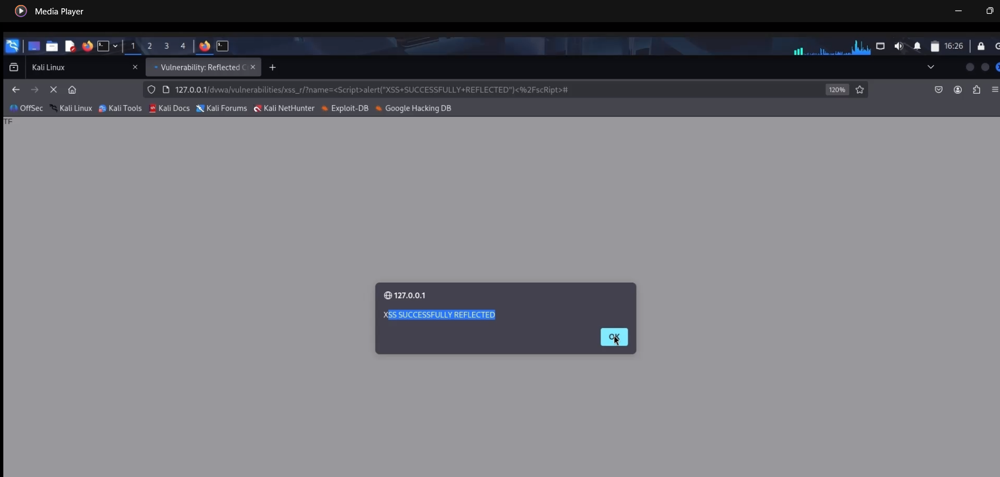 Media Player
1 2 3 4
16:26
Kali Linux
Vulnerability: Reflected C
127.0.0.1/dvwa/vulnerabilities/xss_r/?name=<Script>alert("XSS+SUCCESSFULLY+REFLECTED")<%2FscRipt>#
120%
OffSec Kali Linux Kali Tools Kali Docs Kali Forums Kali NetHunter Exploit-DB Google Hacking DB
TF
127.0.0.1
XSS SUCCESSFULLY REFLECTED
OK